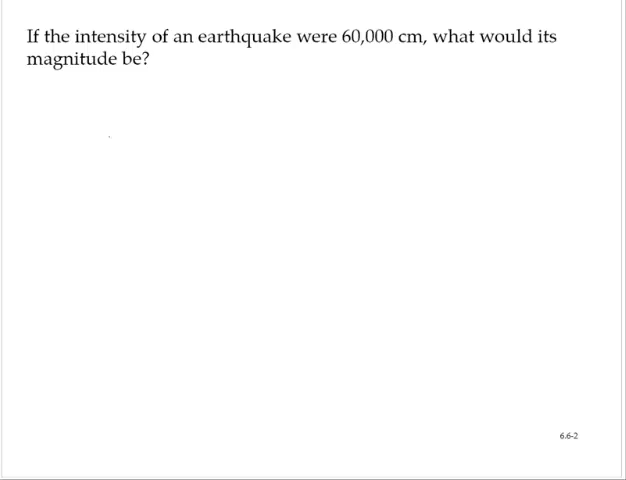 If the intensity of an earthquake were 60,000 cm, what would its
magnitude be?
6.6-2